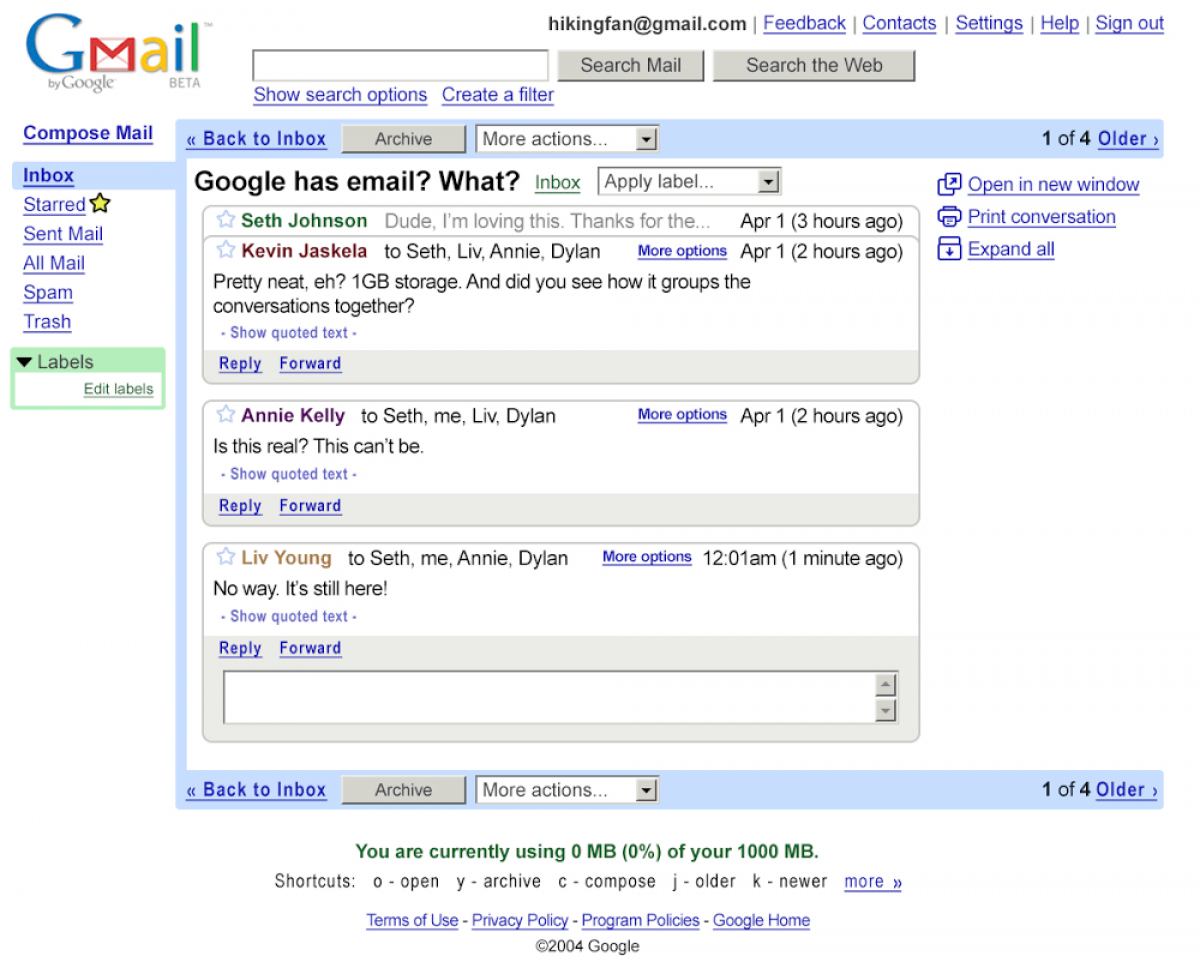 Gmail™
by Google BETA
hikingfan@gmail.com | Feedback | Contacts | Settings | Help | Sign out
Search Mail Search the Web
Show search options Create a filter
Compose Mail
Inbox
Starred
Sent Mail
All Mail
Spam
Trash
Labels
Edit labels
« Back to Inbox Archive More actions... 1 of 4 Older ›
Google has email? What? Inbox Apply label...
Open in new window
Print conversation
Expand all
Seth Johnson Dude, I'm loving this. Thanks for the... Apr 1 (3 hours ago)
Kevin Jaskela to Seth, Liv, Annie, Dylan More options Apr 1 (2 hours ago)
Pretty neat, eh? 1GB storage. And did you see how it groups the
conversations together?
- Show quoted text -
Reply Forward
Annie Kelly to Seth, me, Liv, Dylan More options Apr 1 (2 hours ago)
Is this real? This can't be.
- Show quoted text -
Reply Forward
Liv Young to Seth, me, Annie, Dylan More options 12:01am (1 minute ago)
No way. It's still here!
- Show quoted text -
Reply Forward
« Back to Inbox Archive More actions... 1 of 4 Older ›
You are currently using 0 MB (0%) of your 1000 MB.
Shortcuts: o - open y - archive c - compose j - older k - newer more »
Terms of Use - Privacy Policy - Program Policies - Google Home
©2004 Google